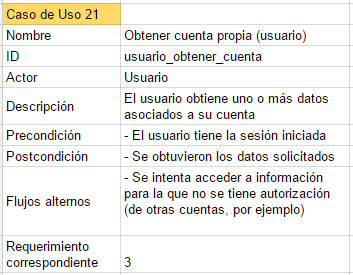 Caso de Uso 21
Nombre Obtener cuenta propia (usuario)
ID usuario_obtener_cuenta
Actor Usuario
Descripción El usuario obtiene uno o más datos
asociados a su cuenta
Precondición - El usuario tiene la sesión iniciada
Postcondición - Se obtuvieron los datos solicitados
Flujos alternos - Se intenta acceder a información
para la que no se tiene autorización
(de otras cuentas, por ejemplo)
Requerimiento
correspondiente 3